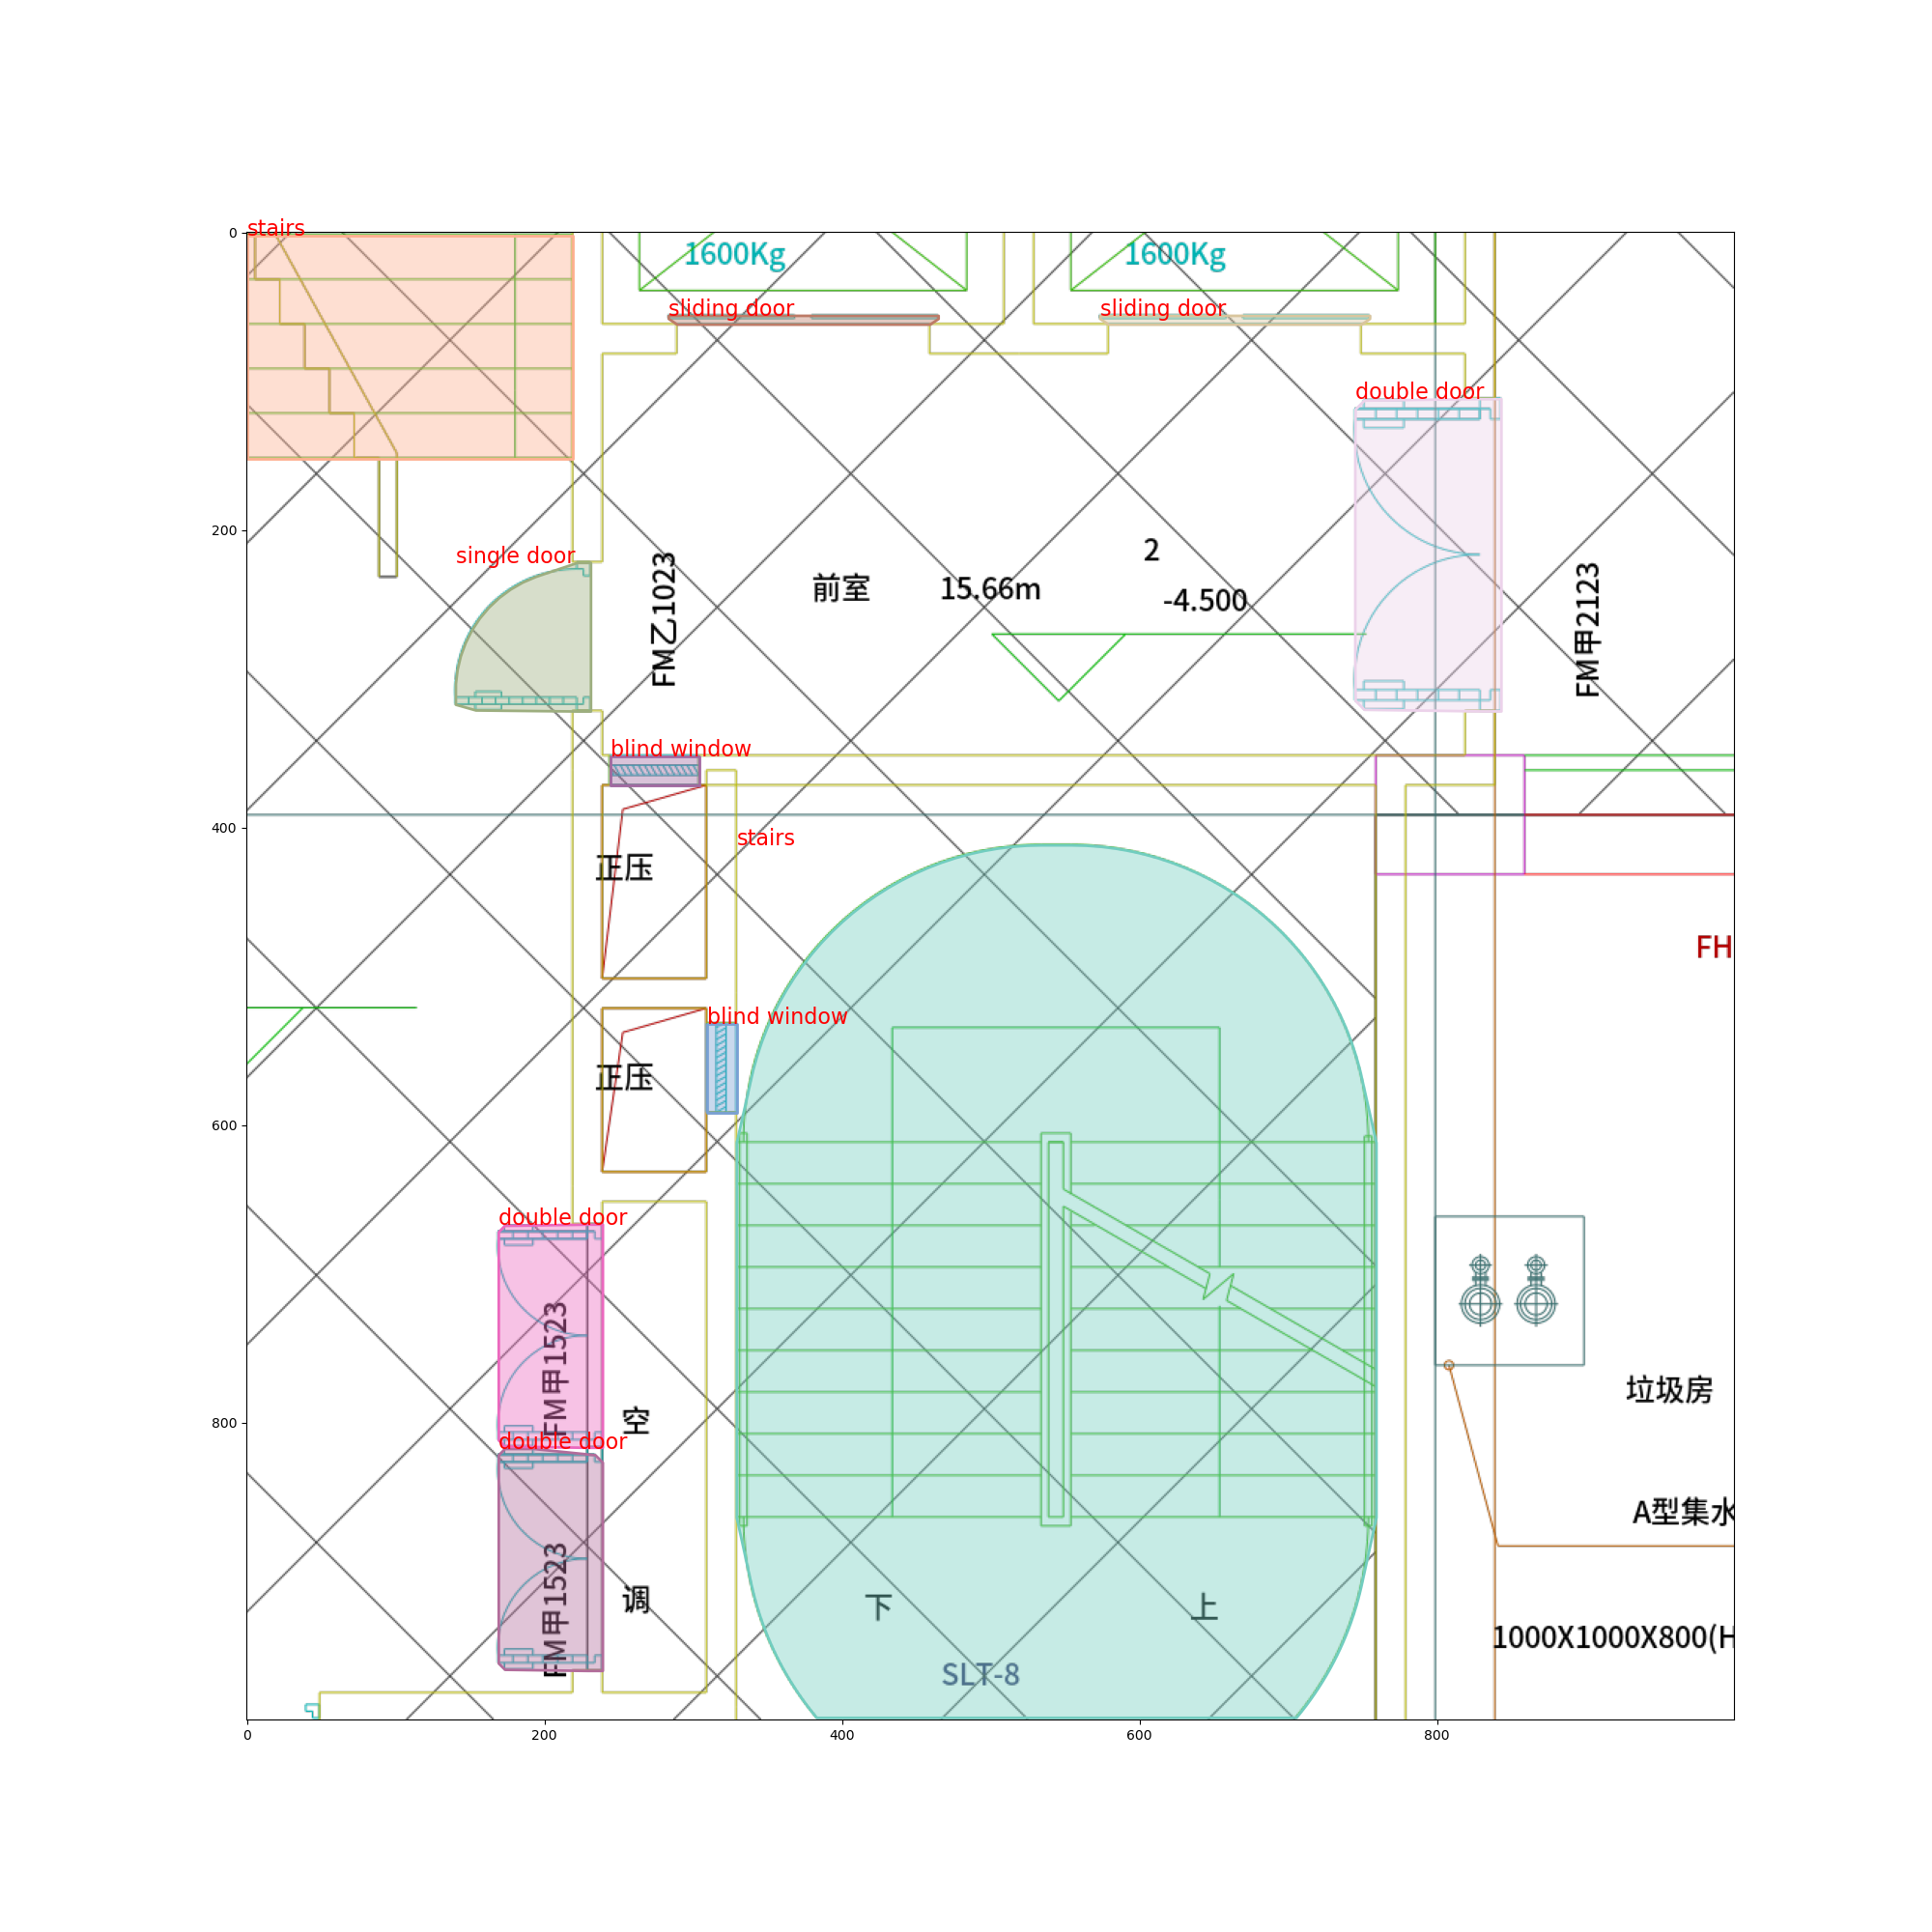 stairs
1600Kg
1600Kg
sliding door
sliding door
double door
single door
FM乙1023
前室
15.66m
2
-4.500
FM甲2123
blind window
stairs
正压
FH
blind window
正压
double door
FM甲1523
空
垃圾房
double door
FM甲1523
调
A型集水
下
上
1000X1000X800(H
SLT-8
0
200
400
600
800
0
200
400
600
800